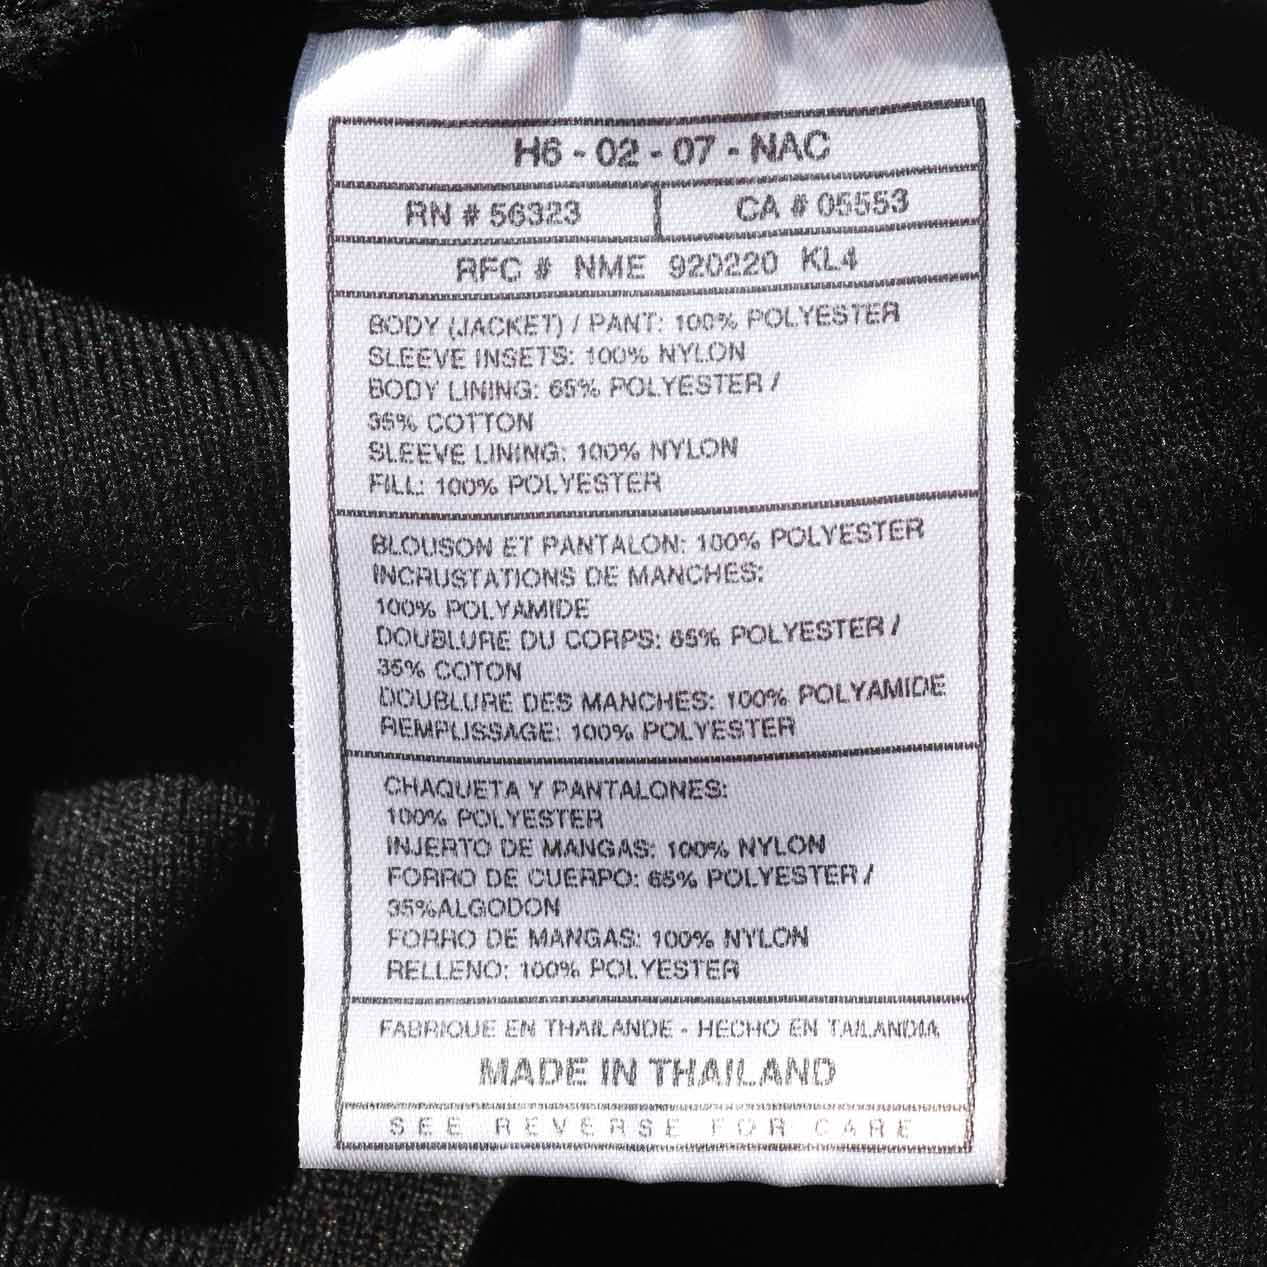 H6 - 02 - 07 - NAC
RN # 56323 CA # 05553
RFC # NME 920220 KL4
BODY (JACKET) / PANT: 100% POLYESTER
SLEEVE INSETS: 100% NYLON
BODY LINING: 65% POLYESTER /
35% COTTON
SLEEVE LINING: 100% NYLON
FILL: 100% POLYESTER
BLOUSON ET PANTALON: 100% POLYESTER
INCRUSTATIONS DE MANCHES:
100% POLYAMIDE
DOUBLURE DU CORPS: 65% POLYESTER /
35% COTON
DOUBLURE DES MANCHES: 100% POLYAMIDE
REMPLISSAGE: 100% POLYESTER
CHAQUETA Y PANTALONES:
100% POLYESTER
INJERTO DE MANGAS: 100% NYLON
FORRO DE CUERPO: 65% POLYESTER /
35%ALGODON
FORRO DE MANGAS: 100% NYLON
RELLENO: 100% POLYESTER
FABRIQUE EN THAILANDE - HECHO EN TAILANDIA
MADE IN THAILAND
SEE REVERSE FOR CARE